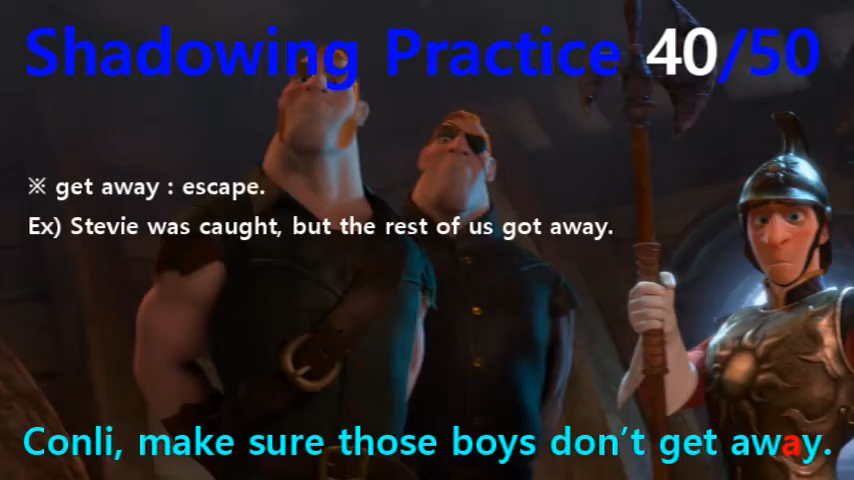 Shadowing Practice 40/50
※ get away : escape.
Ex) Stevie was caught, but the rest of us got away.
Conli, make sure those boys don’t get away.